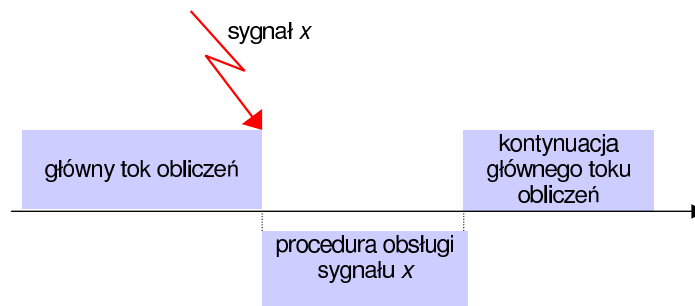 sygnał x
główny tok obliczeń
kontynuacja
głównego toku
obliczeń
procedura obsługi
sygnału x